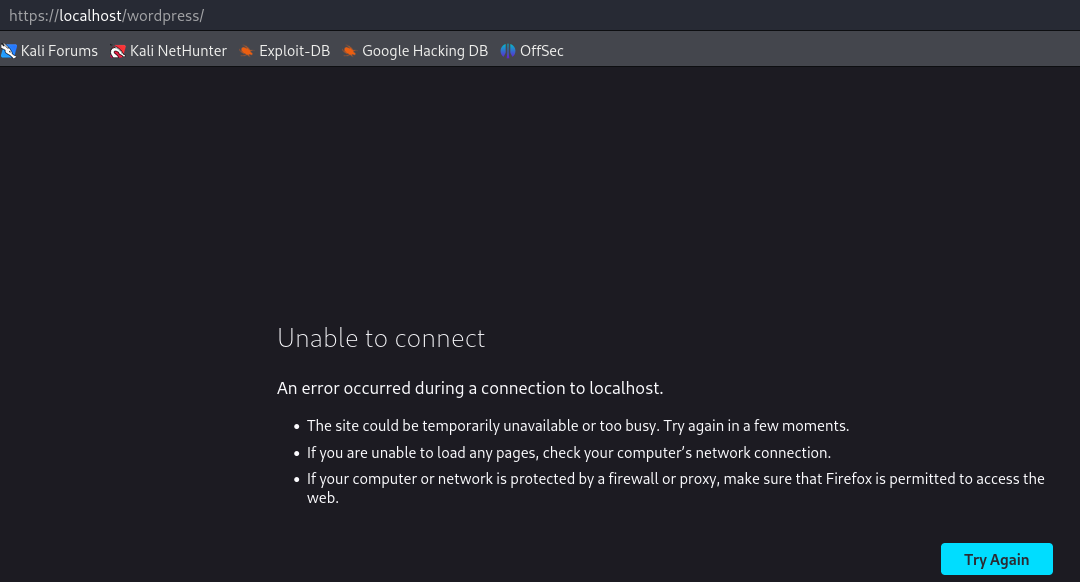 https://localhost/wordpress/
Kali Forums Kali NetHunter Exploit-DB Google Hacking DB OffSec
Unable to connect
An error occurred during a connection to localhost.
• The site could be temporarily unavailable or too busy. Try again in a few moments.
• If you are unable to load any pages, check your computer’s network connection.
• If your computer or network is protected by a firewall or proxy, make sure that Firefox is permitted to access the
web.
Try Again